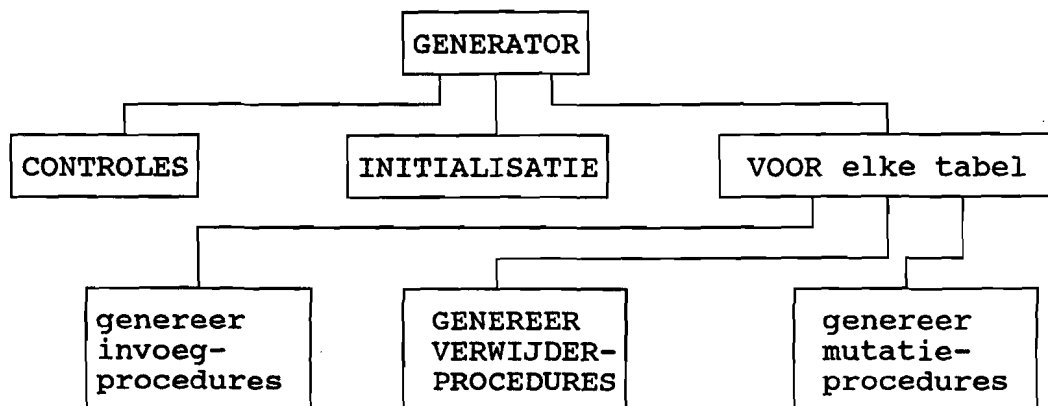 GENERATOR
CONTROLES
INITIALISATIE
VOOR elke tabel
genereer
invoeg-
procedures
GENEREER
VERWIJDER-
PROCEDURES
genereer
mutatie-
procedures